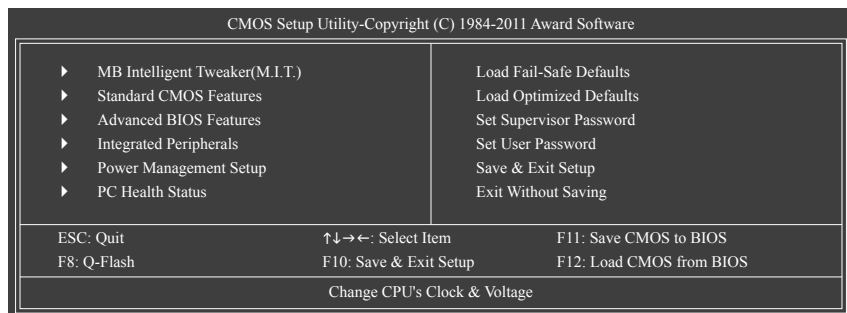 CMOS Setup Utility-Copyright (C) 1984-2011 Award Software
MB Intelligent Tweaker(M.I.T.)
Standard CMOS Features
Advanced BIOS Features
Integrated Peripherals
Power Management Setup
PC Health Status
Load Fail-Safe Defaults
Load Optimized Defaults
Set Supervisor Password
Set User Password
Save & Exit Setup
Exit Without Saving
ESC: Quit ↑↓→←: Select Item F11: Save CMOS to BIOS
F8: Q-Flash F10: Save & Exit Setup F12: Load CMOS from BIOS
Change CPU's Clock & Voltage